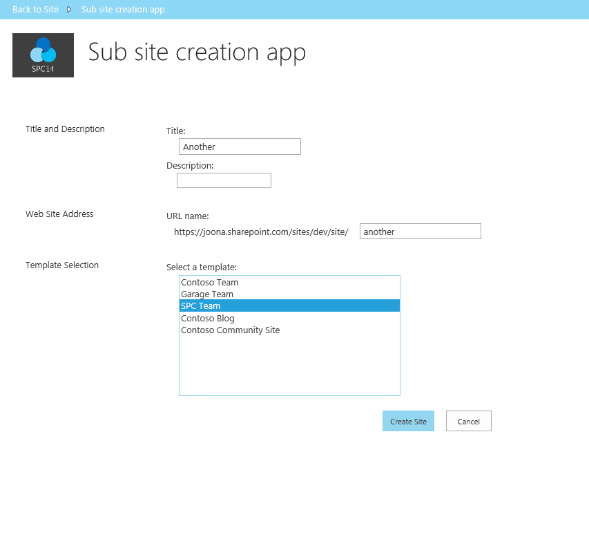 Back to Site Sub site creation app
SPC14
Sub site creation app
Title and Description
Title:
Another
Description:
Web Site Address
URL name:
https://joona.sharepoint.com/sites/dev/site/ another
Template Selection
Select a template:
Contoso Team
Garage Team
SPC Team
Contoso Blog
Contoso Community Site
Create Site Cancel